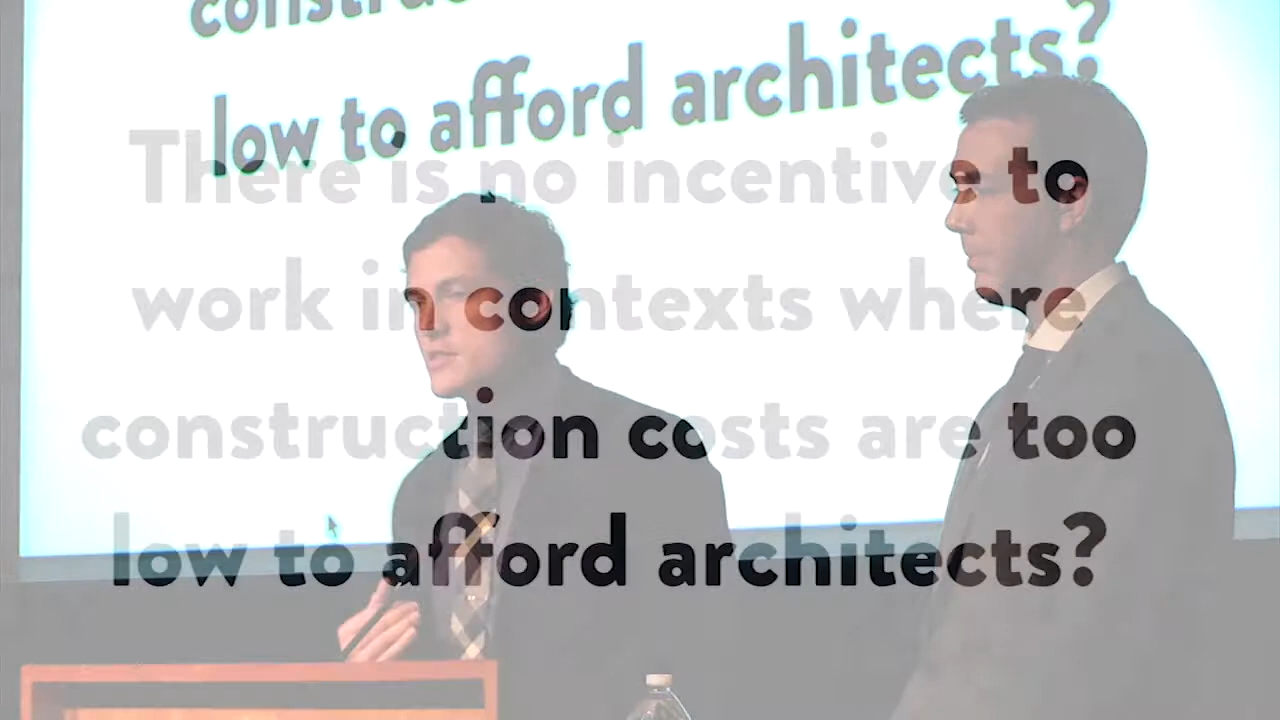 constru
low to afford architects?
There is no incentive to
work in contexts where
construction costs are too
low to afford architects?